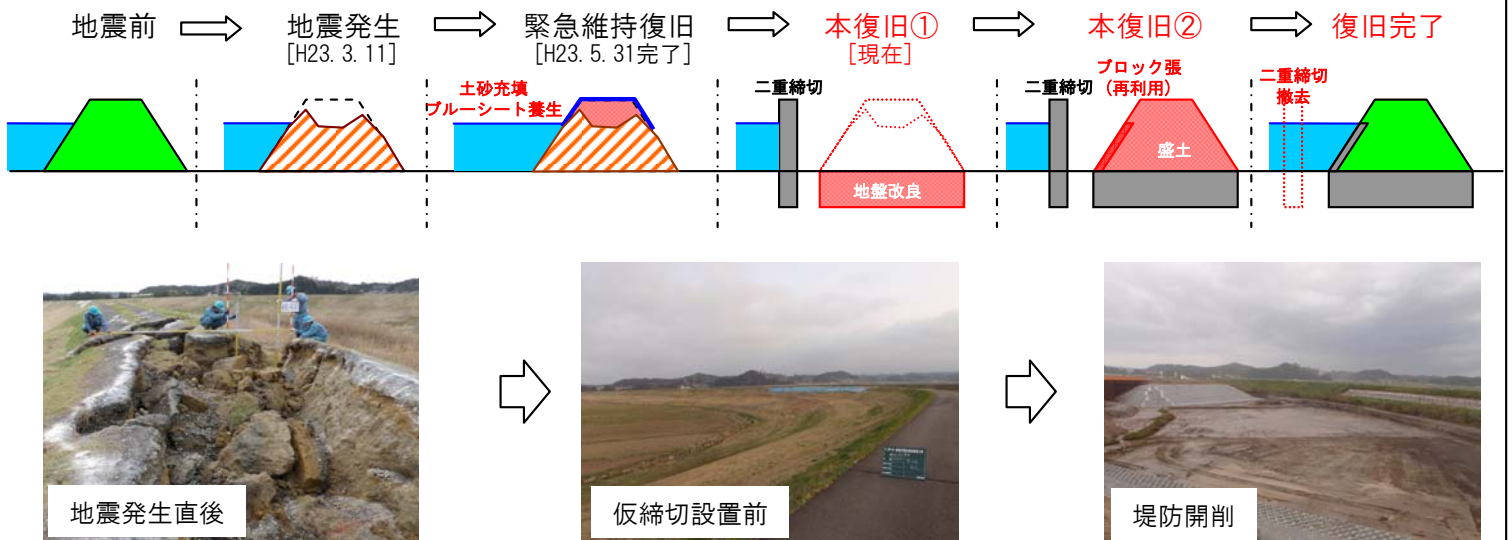 地震前
地震発生
[H23.3.11]
緊急維持復旧
[H23.5.31完了]
本復旧①
[現在]
本復旧②
復旧完了
土砂充填
ブルーシート養生
二重締切
地盤改良
二重締切
ブロック張
(再利用)
盛土
二重締切
撤去
地震発生直後
仮締切設置前
堤防開削